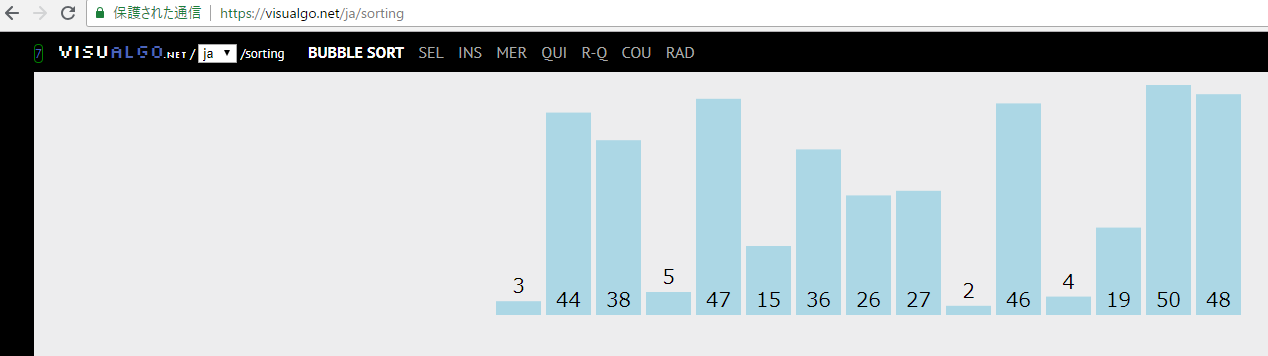 保護された通信 https://visualgo.net/ja/sorting
7 VISUALGO.NET / ja /sorting BUBBLE SORT SEL INS MER QUI R-Q COU RAD
3 44 38 5 47 15 36 26 27 2 46 4 19 50 48